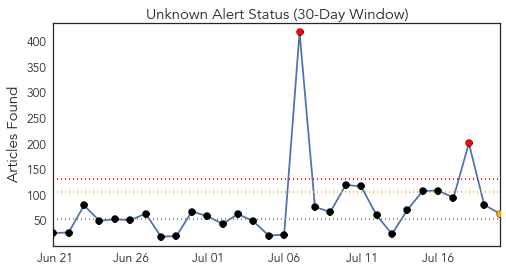 Unknown Alert Status (30-Day Window)
Articles Found
400
350
300
250
200
150
100
50
Jun 21
Jun 26
Jul 01
Jul 06
Jul 11
Jul 16